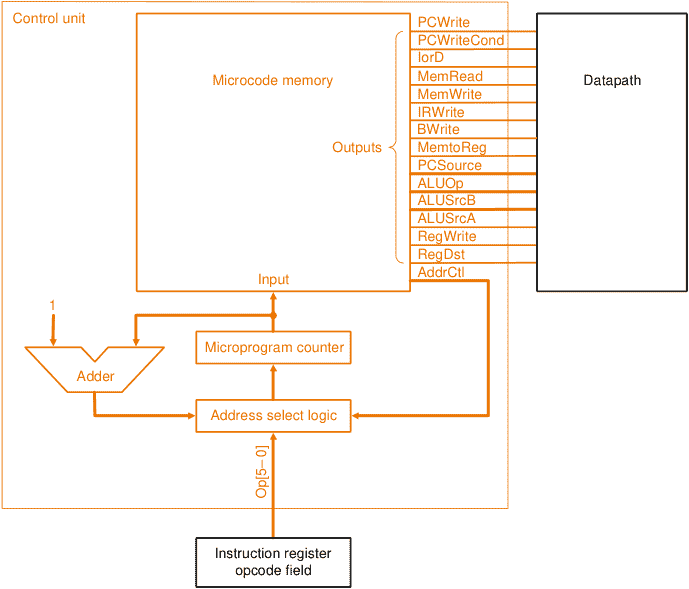 Control unit
Microcode memory
Outputs
PCWrite
PCWriteCond
IorD
MemRead
MemWrite
IRWrite
BWrite
MemtoReg
PCSource
ALUOp
ALUSrcB
ALUSrcA
RegWrite
RegDst
AddrCtl
Datapath
Input
1
Microprogram counter
Adder
Address select logic
Op[5–0]
Instruction register
opcode field